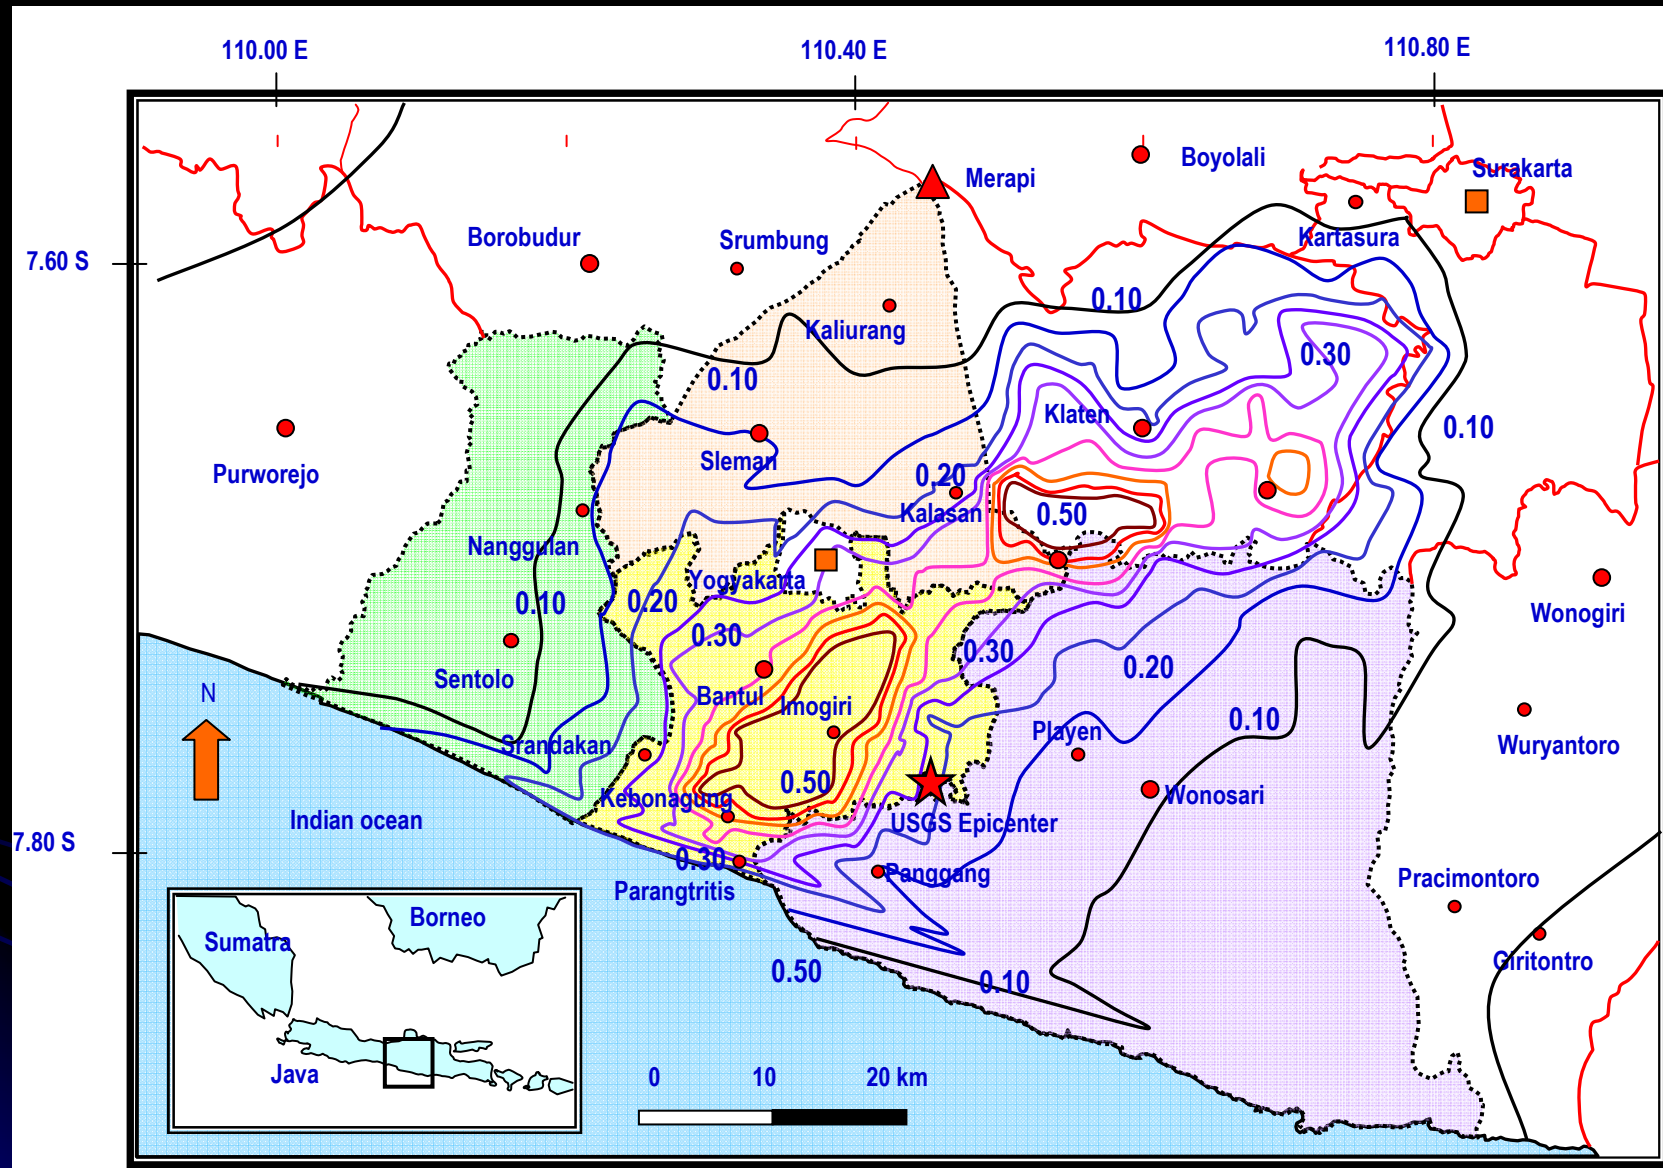 110.00 E
110.40 E
110.80 E
Boyolali
Surakarta
Merapi
Borobudur
Srumbung
Kartasura
7.60 S
0.10
Kaliurang
0.30
0.10
Klaten
0.10
Sleman
Purworejo
0.20
Kalasan
0.50
Nanggulan
Yogyakarta
0.10
0.20
Wonogiri
0.30
0.30
0.20
Sentolo
N
Bantul
Imogiri
0.10
Srandakan
Playen
Wuryantoro
0.50
Kebonagung
Wonosari
Indian ocean
USGS Epicenter
7.80 S
0.30
Panggang
Parangtritis
Pracimontoro
Borneo
Sumatra
0.50
0.10
Giritontro
Java
0
10
20 km